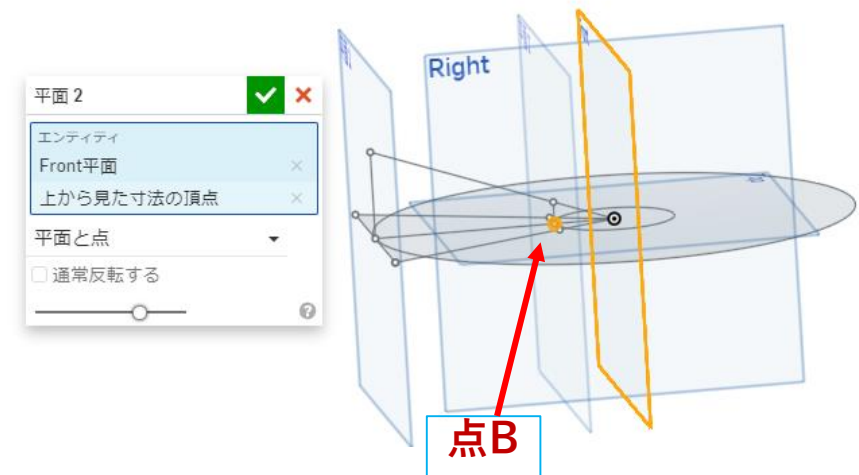 平面 2
エンティティ
Front平面
上から見た寸法の頂点
平面と点
通常反転する
Right
点B